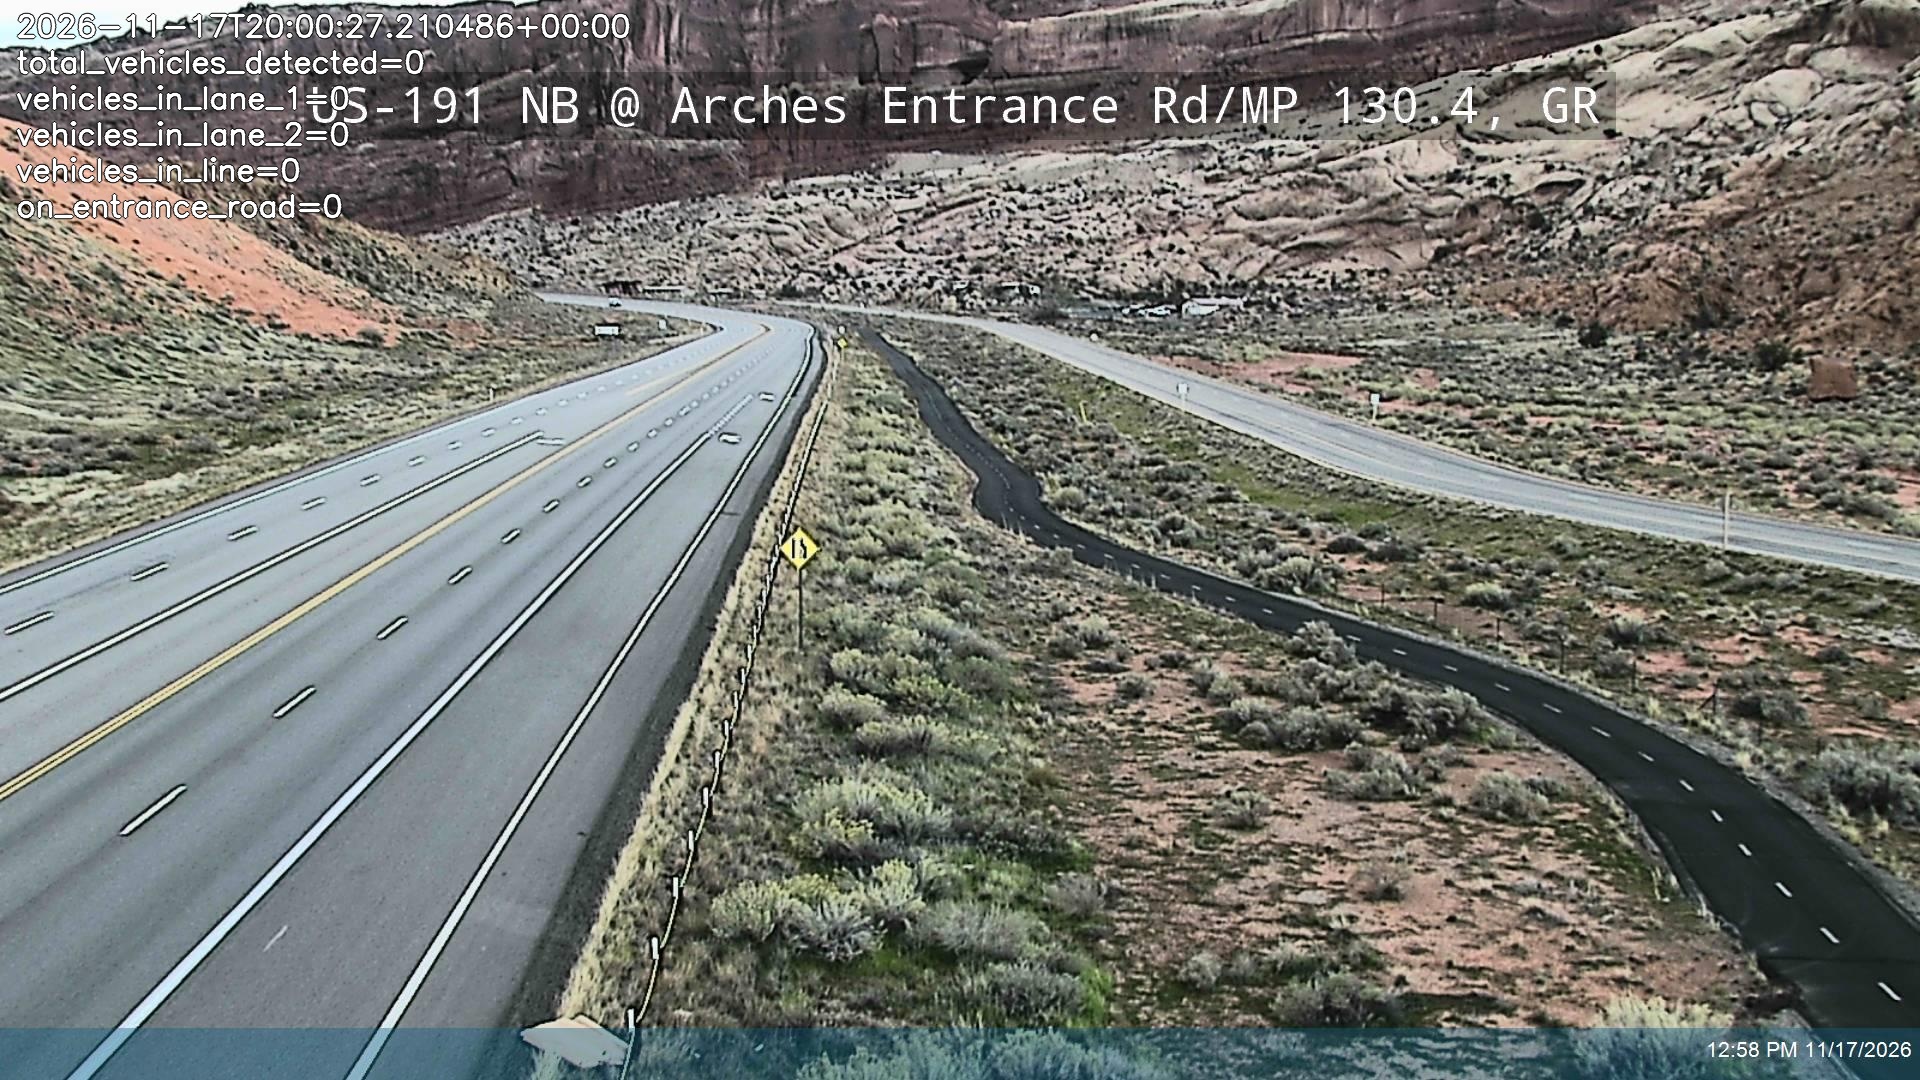 2026-11-17T20:00:27.210486+00:00
total_vehicles_detected=0
vehicles_in_lane_1=0
US-191 NB @ Arches Entrance Rd/MP 130.4, GR
vehicles_in_lane_2=0
vehicles_in_line=0
on_entrance_road=0
12:58 PM 11/17/2026